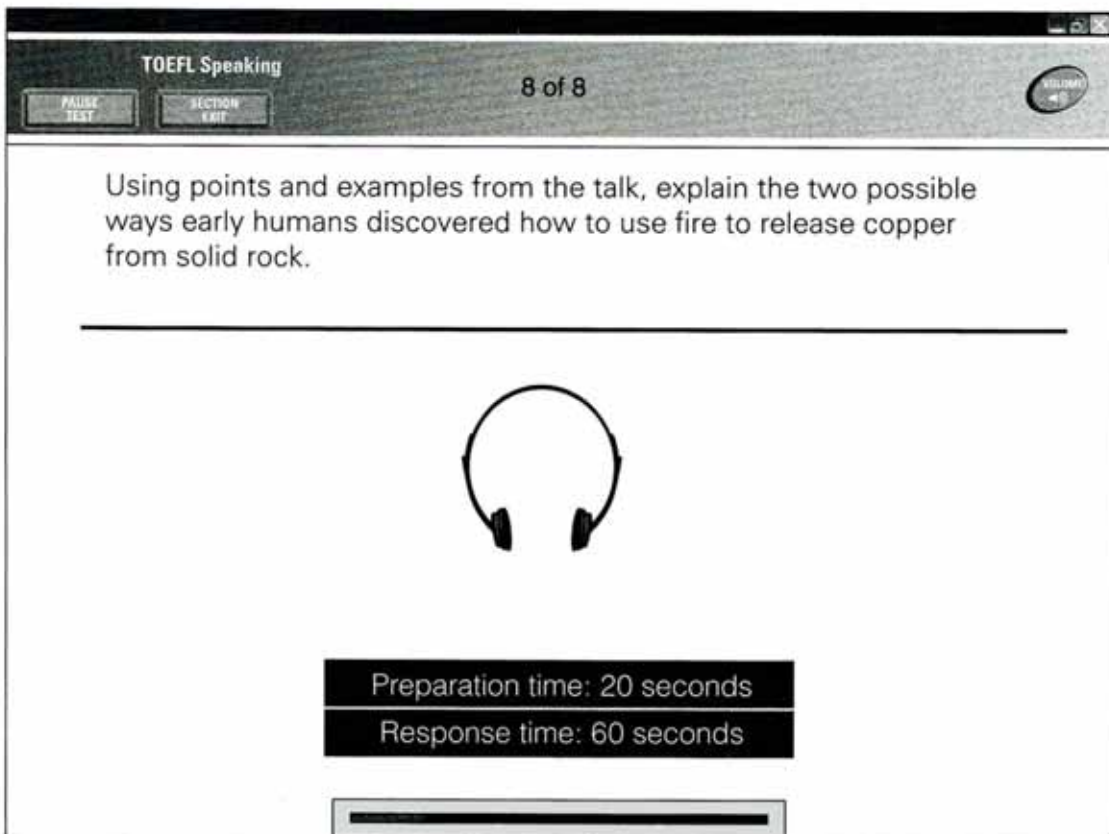 TOEFL Speaking
8 of 8
PAUSE
TEST
SECTION
EXIT
VOLUME
Using points and examples from the talk, explain the two possible
ways early humans discovered how to use fire to release copper
from solid rock.
Preparation time: 20 seconds
Response time: 60 seconds